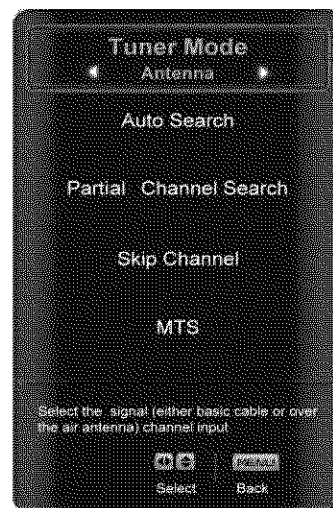 Tuner Mode
Antenna
Auto Search
Partial Channel Search
Skip Channel
MTS
Select the signal (either basic cable or over
the air antenna) channel input
Select Back